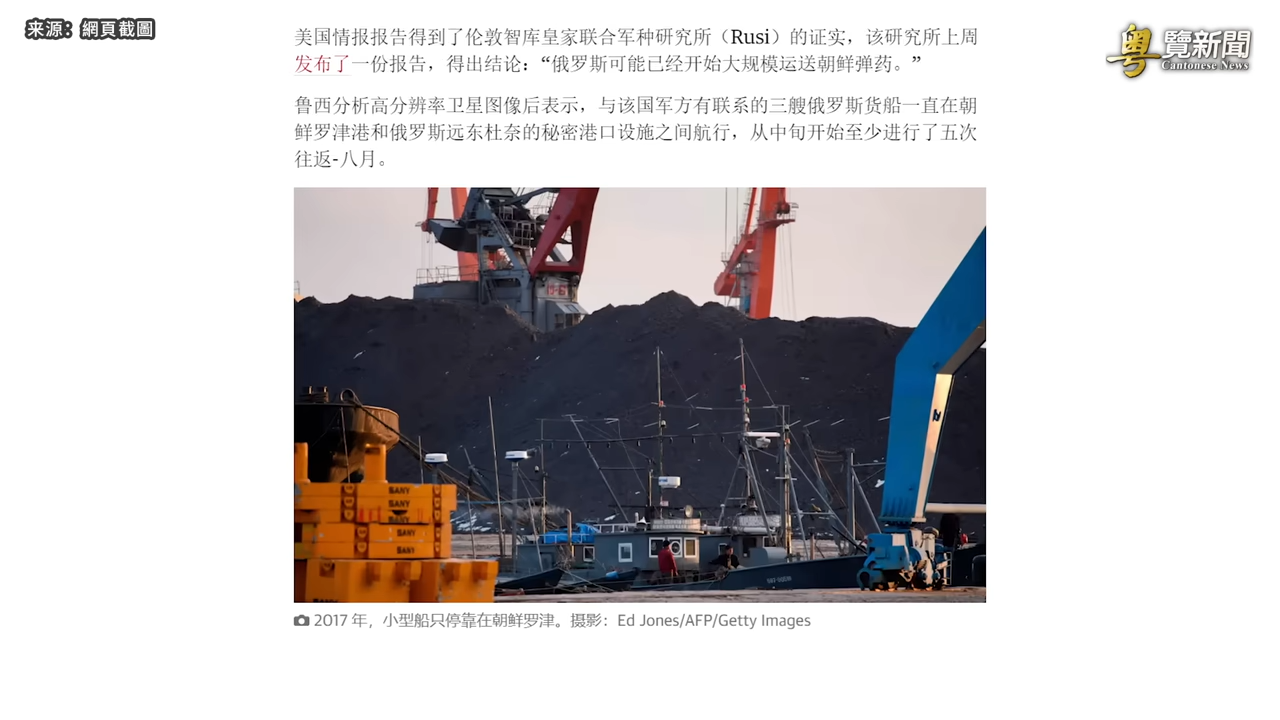 来源：網頁截圖
粵覽新聞
Cantonese News
美国情报报告得到了伦敦智库皇家联合军种研究所（Rusi）的证实，该研究所上周
发布了一份报告，得出结论：“俄罗斯可能已经开始大规模运送朝鲜弹药。”
鲁西分析高分辨率卫星图像后表示，与该国军方有联系的三艘俄罗斯货船一直在朝
鲜罗津港和俄罗斯远东杜奈的秘密港口设施之间航行，从中旬开始至少进行了五次
往返-八月。
SANY
SANY
SANY
SANY
SANY
2017 年，小型船只停靠在朝鲜罗津。摄影：Ed Jones/AFP/Getty Images